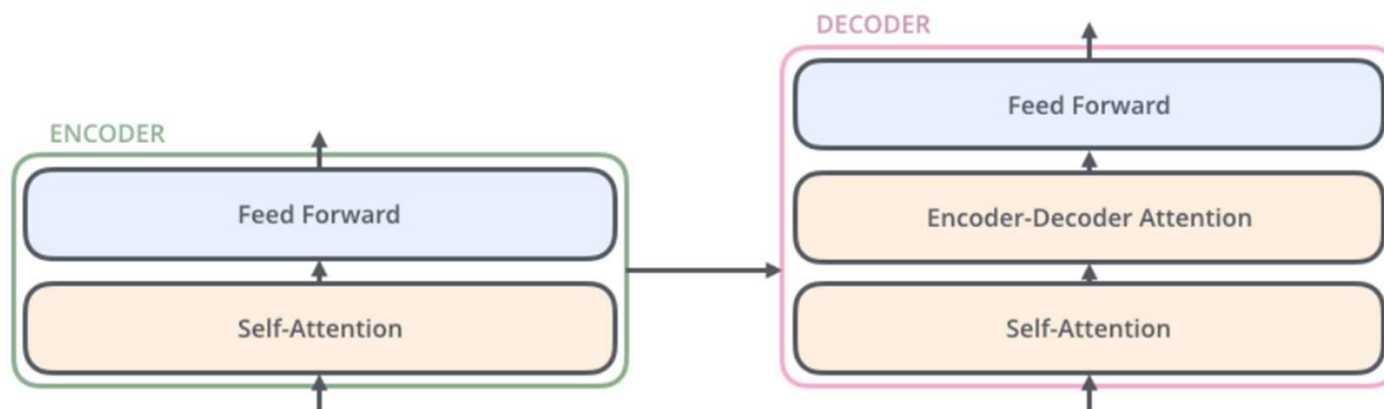 ENCODER
Feed Forward
Self-Attention
DECODER
Feed Forward
Encoder-Decoder Attention
Self-Attention